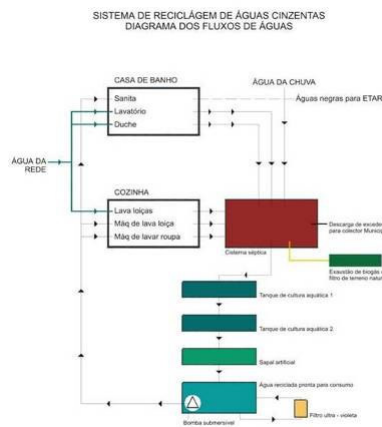 SISTEMA DE RECICLÁGEM DE ÁGUAS CINZENTAS
DIAGRAMA DOS FLUXOS DE ÁGUAS
CASA DE BANHO
ÁGUA DA CHUVA
Sanita
Águas negras para ETAR
Lavatório
Duche
ÁGUA DA
REDE
COZINHA
Lava loiças
Máq de lava loiça
Máq de lavar roupa
Descarga de exceden
para colector Municip
Cisterna séptica
Exaustão de biogás
filtro de terreno natur
Tanque de cultura aquática 1
Tanque de cultura aquática 2
Sapal artificial
Água reciclada pronta para consumo
Filtro ultra - violeta
Bomba submersível